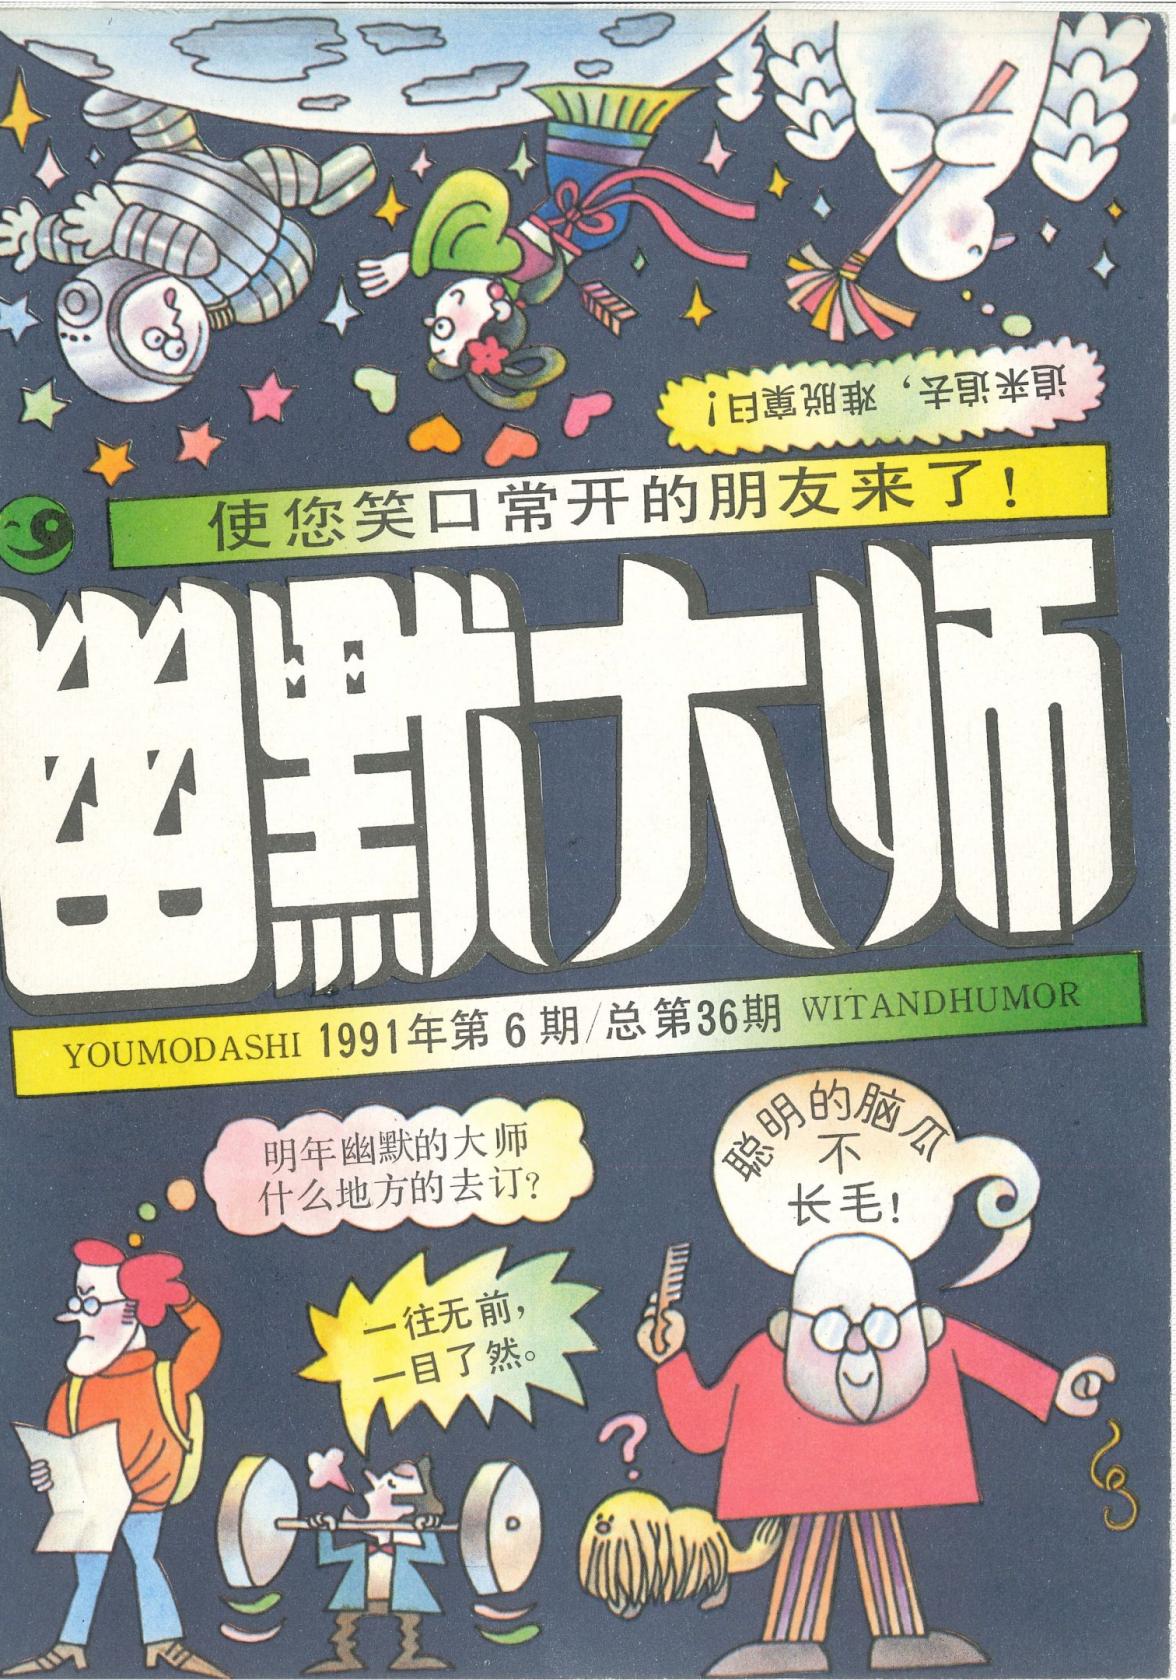 追来追去，难脱窠臼！
使您笑口常开的朋友来了！
幽默大师
YOUMODASHI 1991年第6期/总第36期 WITANDHUMOR
明年幽默的大师
什么地方的去订？
聪明的脑瓜
不
长毛！
一往无前，
一目了然。
?